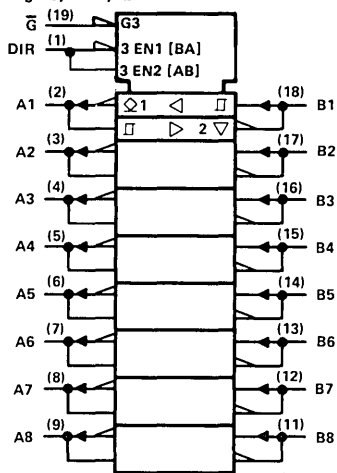 G̅ (19) G3
DIR (1) 3 EN1 [BA]
3 EN2 [AB]
A1 (2) 1 (18) B1
2
A2 (3) (17) B2
A3 (4) (16) B3
A4 (5) (15) B4
A5 (6) (14) B5
A6 (7) (13) B6
A7 (8) (12) B7
A8 (9) (11) B8